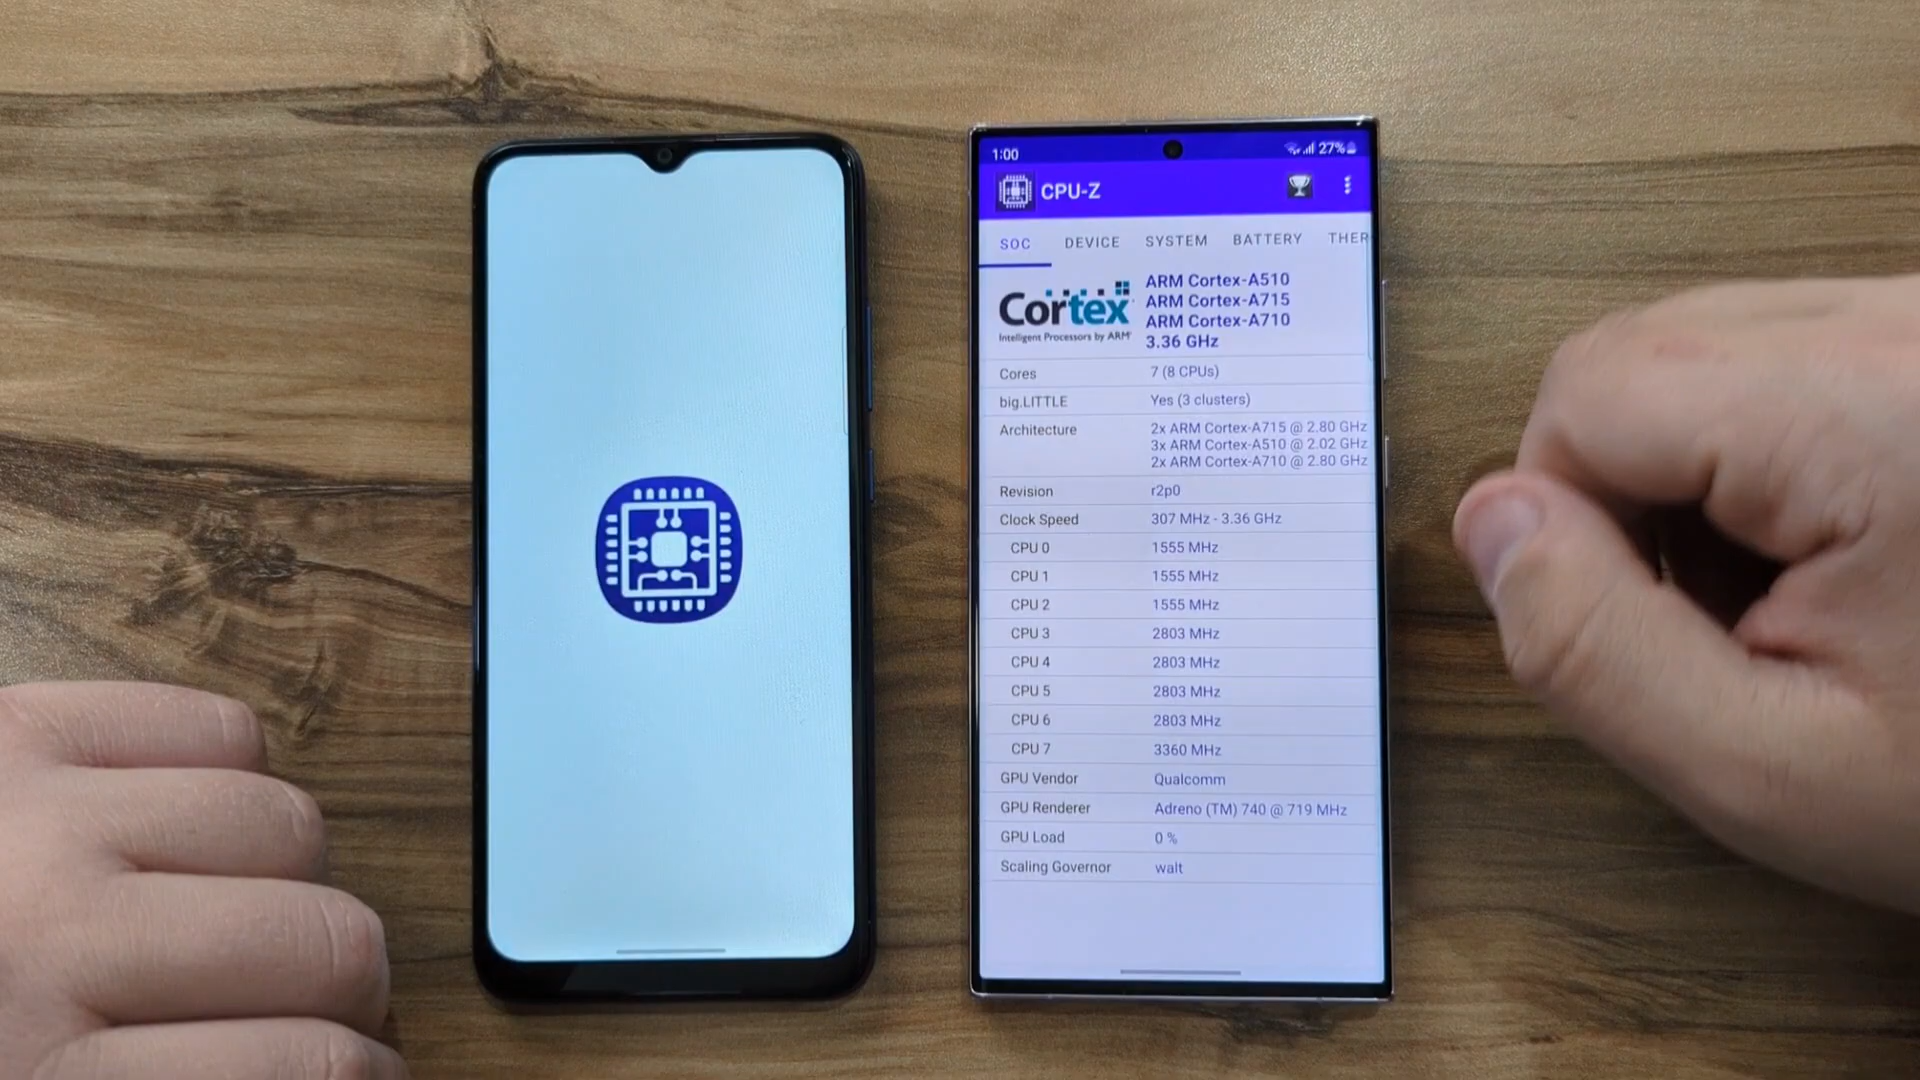 1:00
27%
CPU-Z
SOC DEVICE SYSTEM BATTERY THER
Cortex
Intelligent Processors by ARM
ARM Cortex-A510
ARM Cortex-A715
ARM Cortex-A710
3.36 GHz
Cores 7 (8 CPUs)
big.LITTLE Yes (3 clusters)
Architecture 2x ARM Cortex-A715 @ 2.80 GHz
3x ARM Cortex-A510 @ 2.02 GHz
2x ARM Cortex-A710 @ 2.80 GHz
Revision r2p0
Clock Speed 307 MHz - 3.36 GHz
CPU 0 1555 MHz
CPU 1 1555 MHz
CPU 2 1555 MHz
CPU 3 2803 MHz
CPU 4 2803 MHz
CPU 5 2803 MHz
CPU 6 2803 MHz
CPU 7 3360 MHz
GPU Vendor Qualcomm
GPU Renderer Adreno (TM) 740 @ 719 MHz
GPU Load 0 %
Scaling Governor walt